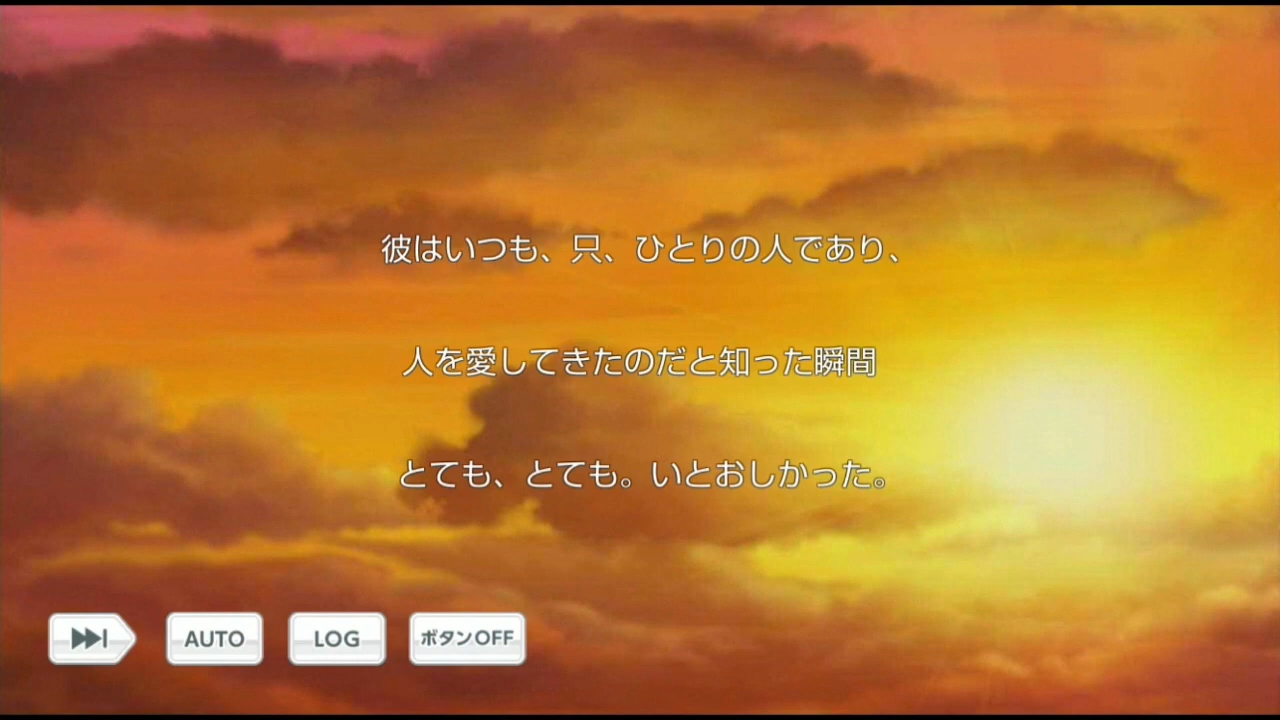 彼はいつも、只、ひとりの人であり、
人を愛してきたのだと知った瞬間
とても、とても。いとおしかった。
AUTO
LOG
ボタンOFF